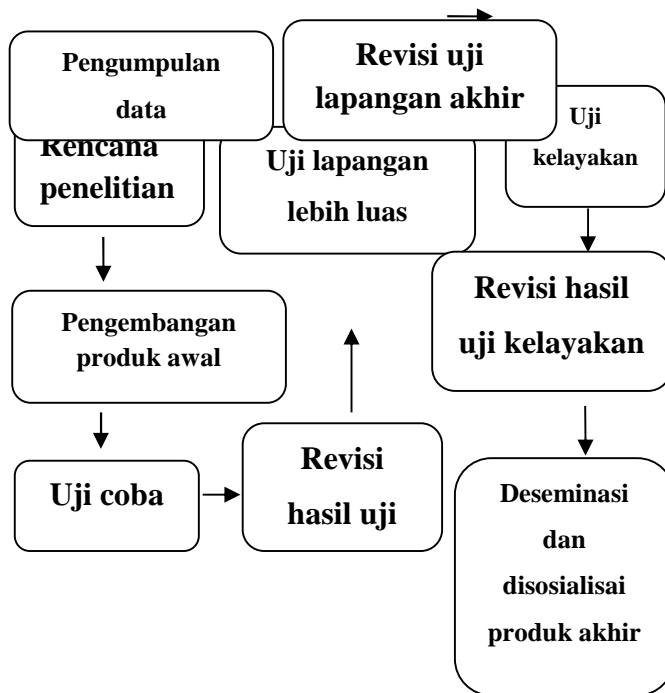 Pengumpulan
data
Rencana
penelitian
Pengembangan
produk awal
Uji coba
Revisi
hasil uji
Uji lapangan
lebih luas
Revisi uji
lapangan akhir
Uji
kelayakan
Revisi hasil
uji kelayakan
Deseminasi
dan
disosialisai
produk akhir